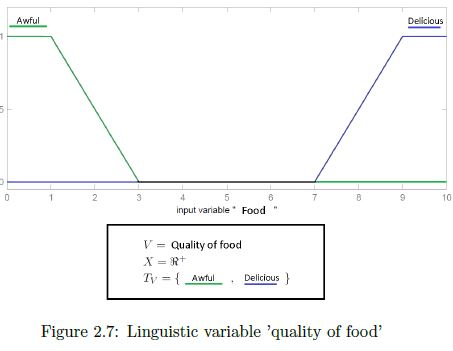 Awful Delicious
1
5
0
0 1 2 3 4 5 6 7 8 9 10
input variable " Food "
V = Quality of food
X = ℜ+
TV = { Awful , Delicious }
Figure 2.7: Linguistic variable 'quality of food'